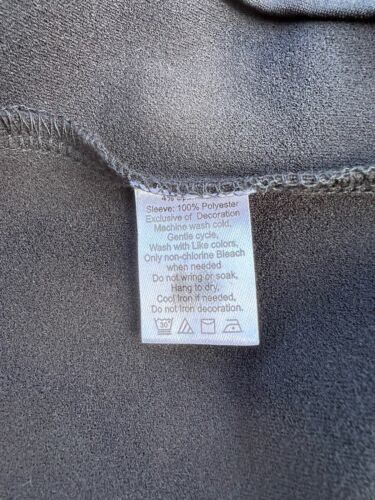 4% Sp
Sleeve: 100% Polyester
Exclusive of Decoration
Machine wash cold,
Gentle cycle,
Wash with Like colors,
Only non-chlorine Bleach
when needed
Do not wring or soak,
Hang to dry,
Cool Iron if needed,
Do not Iron decoration.
30°